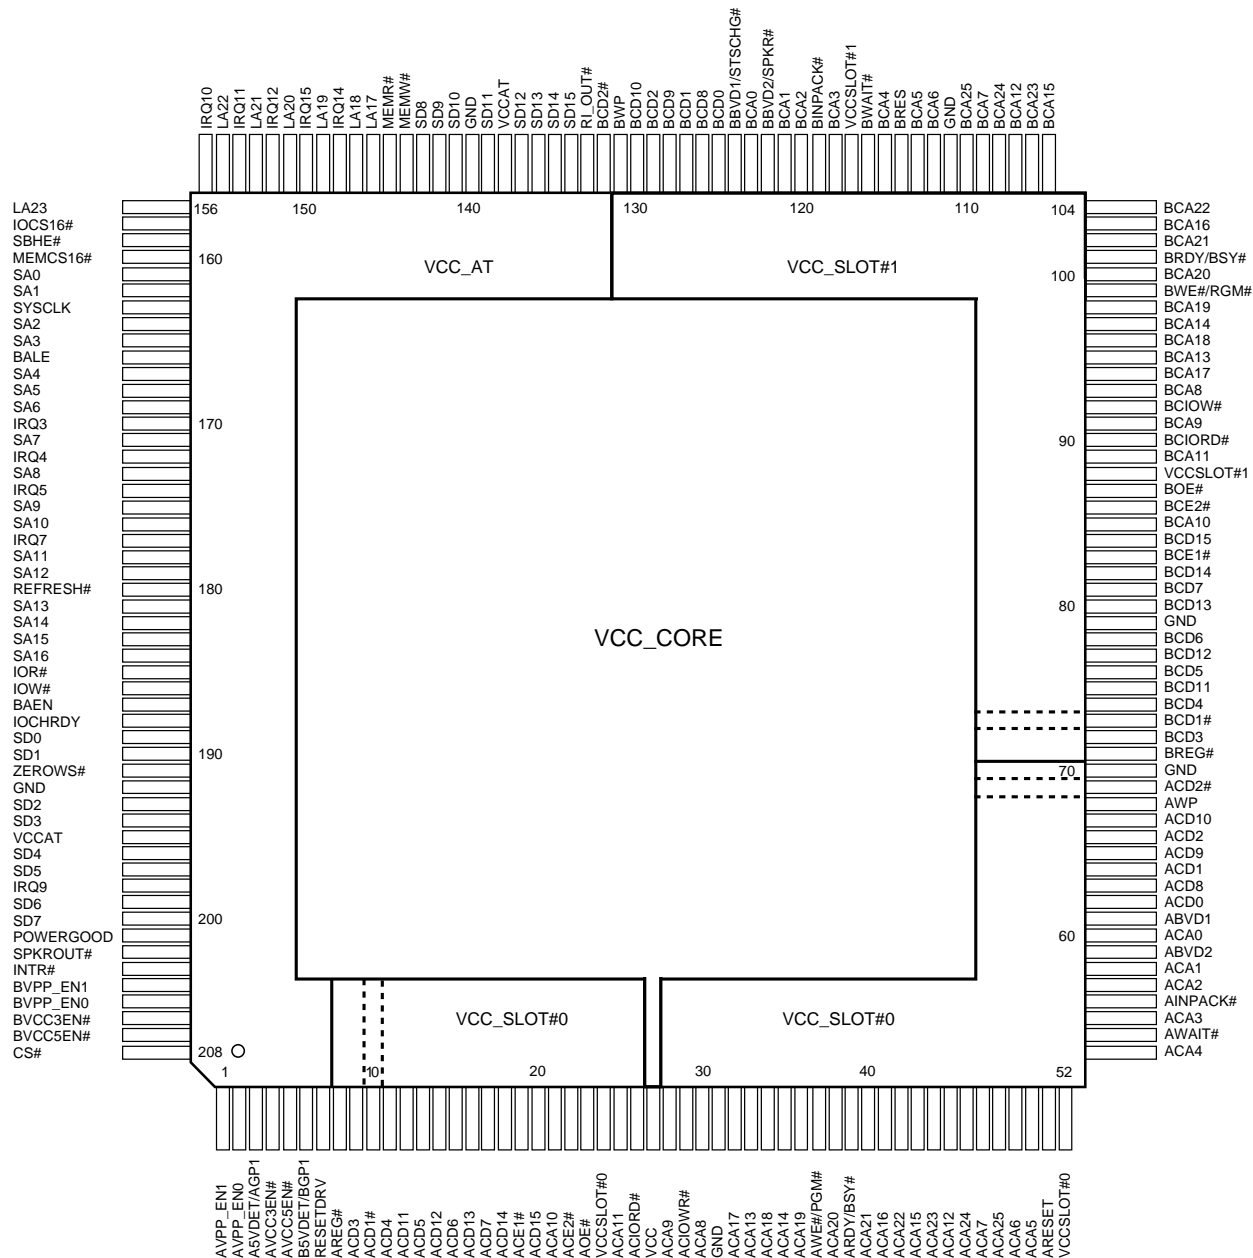 IRQ10
LA22
IRQ11
LA21
IRQ12
LA20
IRQ15
LA19
IRQ14
LA18
LA17
MEMR#
MEMW#
SD8
SD9
SD10
GND
SD11
VCCAT
SD12
SD13
SD14
SD15
RI_OUT#
BCD2#
BWP
BCD10
BCD2
BCD9
BCD1
BCD8
BCD0
BBVD1/STSCHG#
BCA0
BBVD2/SPKR#
BCA1
BCA2
BINPACK#
BCA3
VCCSLOT#1
BWAIT#
BCA4
BRES
BCA5
BCA6
GND
BCA25
BCA7
BCA24
BCA12
BCA23
BCA15
LA23
IOCS16#
SBHE#
MEMCS16#
SA0
SA1
SYSCLK
SA2
SA3
BALE
SA4
SA5
SA6
IRQ3
SA7
IRQ4
SA8
IRQ5
SA9
SA10
IRQ7
SA11
SA12
REFRESH#
SA13
SA14
SA15
SA16
IOR#
IOW#
BAEN
IOCHRDY
SD0
SD1
ZEROWS#
GND
SD2
SD3
VCCAT
SD4
SD5
IRQ9
SD6
SD7
POWERGOOD
SPKROUT#
INTR#
BVPP_EN1
BVPP_EN0
BVCC3EN#
BVCC5EN#
CS#
156
150
140
130
120
110
104
160
170
180
190
200
208
VCC_AT
VCC_SLOT#1
VCC_CORE
VCC_SLOT#0
VCC_SLOT#0
100
90
80
70
60
1
10
20
30
40
52
BCA22
BCA16
BCA21
BRDY/BSY#
BCA20
BWE#/RGM#
BCA19
BCA14
BCA18
BCA13
BCA17
BCA8
BCIOW#
BCA9
BCIORD#
BCA11
VCCSLOT#1
BOE#
BCE2#
BCA10
BCD15
BCE1#
BCD14
BCD7
BCD13
GND
BCD6
BCD12
BCD5
BCD11
BCD4
BCD1#
BCD3
BREG#
GND
ACD2#
AWP
ACD10
ACD2
ACD9
ACD1
ACD8
ACD0
ABVD1
ACA0
ABVD2
ACA1
ACA2
AINPACK#
ACA3
AWAIT#
ACA4
AVPP_EN1
AVPP_EN0
A5VDET/AGP1
AVCC3EN#
AVCC5EN#
B5VDET/BGP1
RESETDRV
AREG#
ACD3
ACD1#
ACD4
ACD11
ACD5
ACD12
ACD6
ACD13
ACD7
ACD14
ACE1#
ACD15
ACA10
ACE2#
AOE#
VCCSLOT#0
ACA11
ACIORD#
VCC
ACA9
ACIOWR#
ACA8
GND
ACA17
ACA13
ACA18
ACA14
ACA19
AWE#/PGM#
ACA20
ARDY/BSY#
ACA21
ACA16
ACA22
ACA15
ACA23
ACA12
ACA24
ACA7
ACA25
ACA6
ACA5
ARESET
VCCSLOT#0